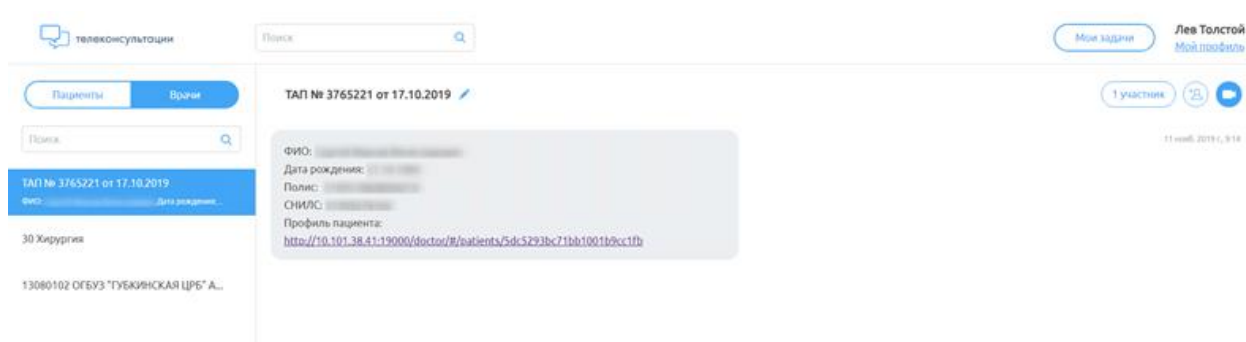 телеконсультации
Поиск
Мои задачи
Лев Толстой
Мой профиль
Пациенты
Врачи
Поиск
ТАП № 3765221 от 17.10.2019
ФИО:
Дата рождения...
30 Хирургия
13080102 ОГБУЗ "ГУБКИНСКАЯ ЦРБ" А...
ТАП № 3765221 от 17.10.2019
1 участник
11 нояб. 2019 г., 9:14
ФИО:
Дата рождения:
Полис:
СНИЛС:
Профиль пациента:
http://10.101.38.41:19000/doctor/#/patients/5dc5293bc71bb1001b9cc1fb